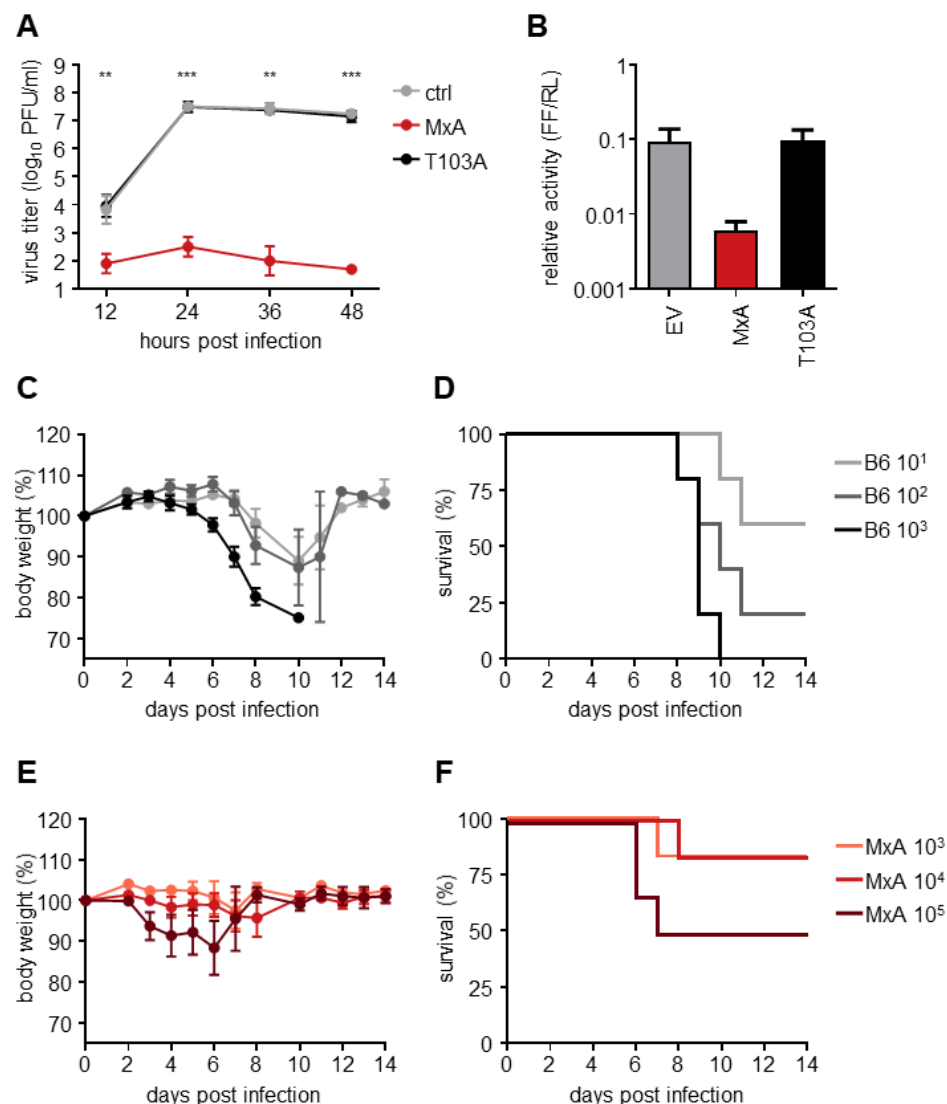 A
virus titer (log₁₀ PFU/ml)
9
8
7
6
5
4
3
2
1
** *** ** ***
12 24 36 48
hours post infection
ctrl
MxA
T103A
B
relative activity (FF/RL)
1
0.1
0.01
0.001
EV
MxA
T103A
C
body weight (%)
120
110
100
90
80
70
0 2 4 6 8 10 12 14
days post infection
D
survival (%)
100
75
50
25
0
0 2 4 6 8 10 12 14
days post infection
B6 10¹
B6 10²
B6 10³
E
body weight (%)
120
110
100
90
80
70
0 2 4 6 8 10 12 14
days post infection
F
survival (%)
100
75
50
25
0
0 2 4 6 8 10 12 14
days post infection
MxA 10³
MxA 10⁴
MxA 10⁵